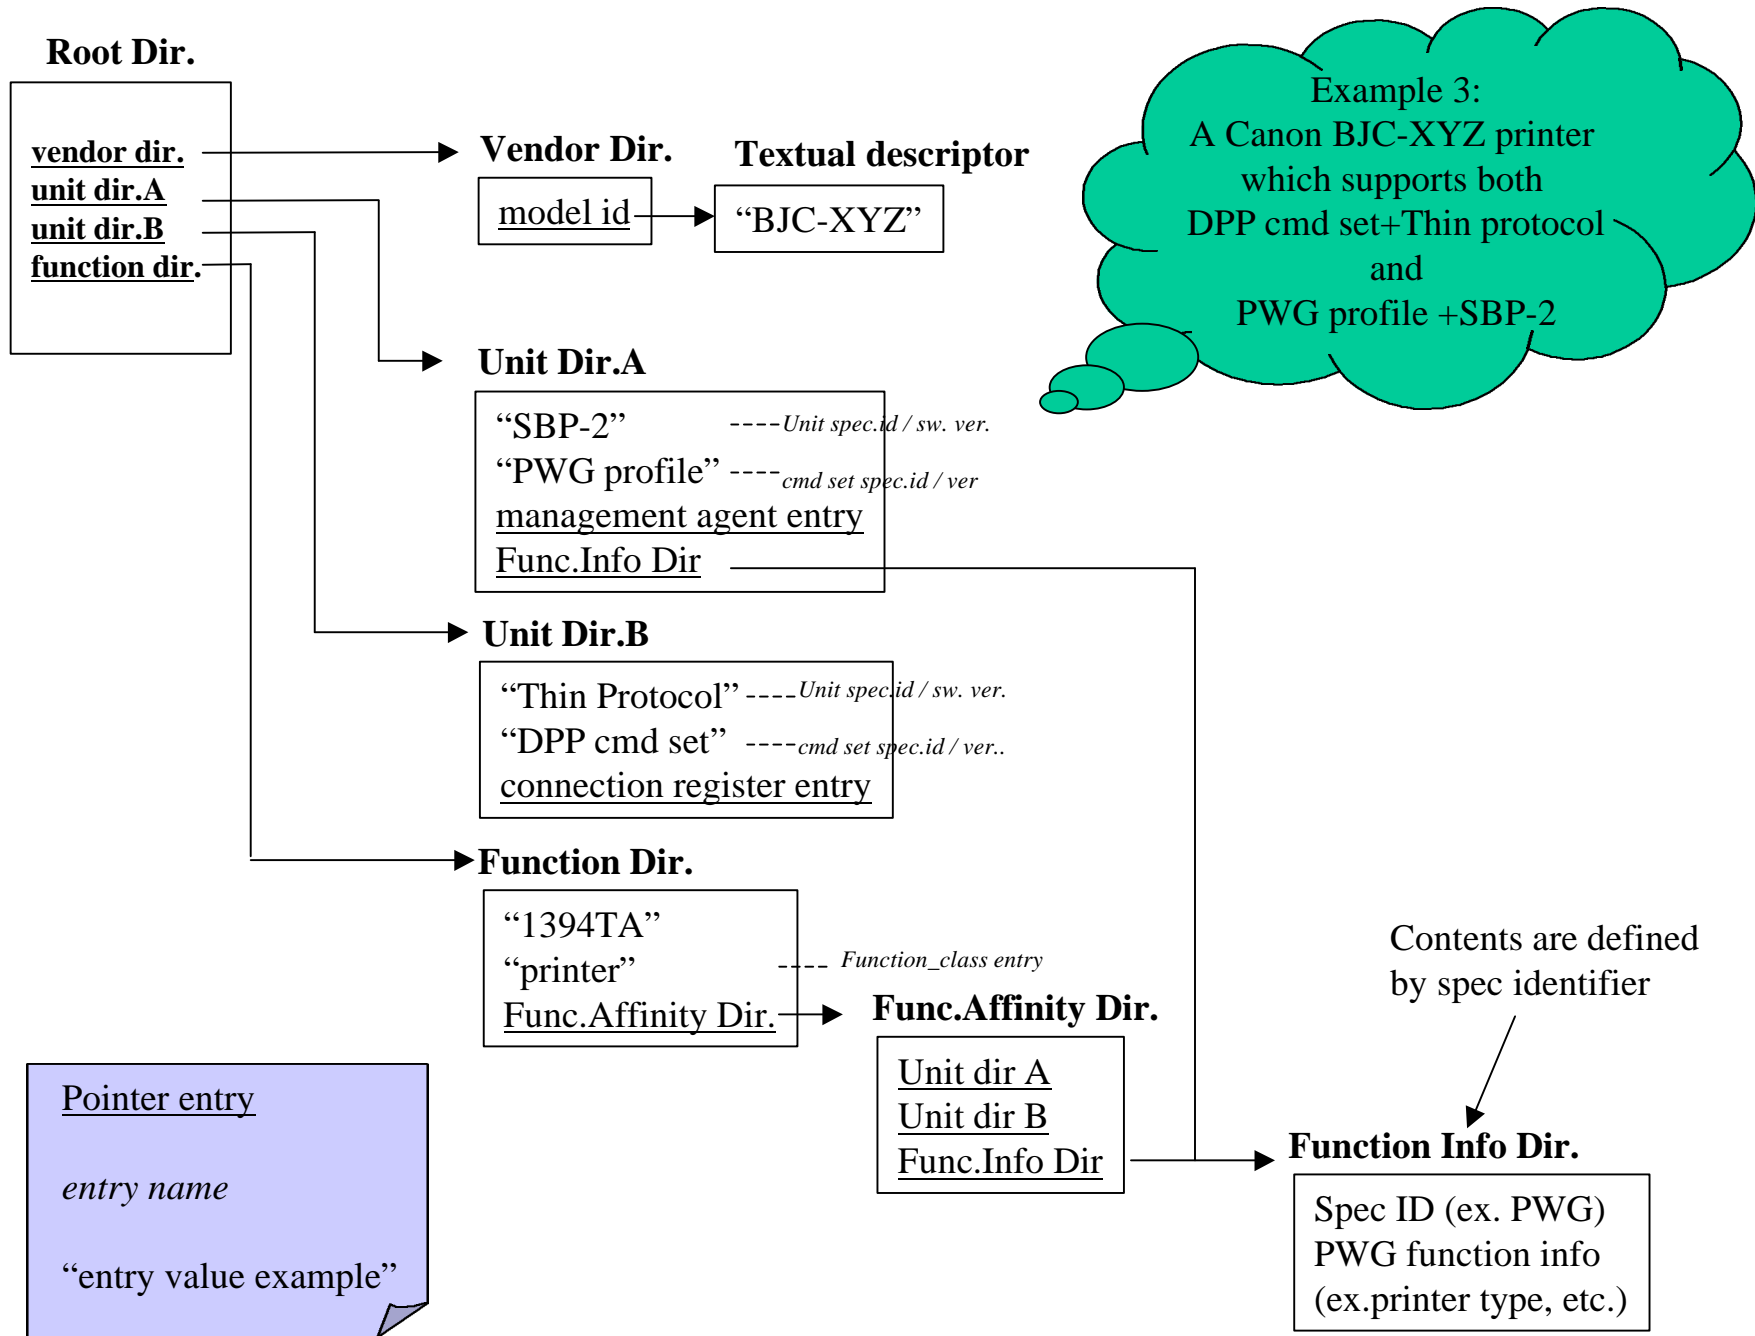 Root Dir.
vendor dir.
unit dir.A
unit dir.B
function dir.
Vendor Dir.
model id
Textual descriptor
“BJC-XYZ”
Example 3:
A Canon BJC-XYZ printer
which supports both
DPP cmd set+Thin protocol
and
PWG profile +SBP-2
Unit Dir.A
“SBP-2” ----Unit spec.id / sw. ver.
“PWG profile” ----cmd set spec.id / ver
management agent entry
Func.Info Dir
Unit Dir.B
“Thin Protocol” ----Unit spec.id / sw. ver.
“DPP cmd set” ----cmd set spec.id / ver..
connection register entry
Function Dir.
“1394TA”
“printer” ---- Function_class entry
Func.Affinity Dir.
Func.Affinity Dir.
Unit dir A
Unit dir B
Func.Info Dir
Contents are defined
by spec identifier
Function Info Dir.
Spec ID (ex. PWG)
PWG function info
(ex.printer type, etc.)
Pointer entry
entry name
“entry value example”